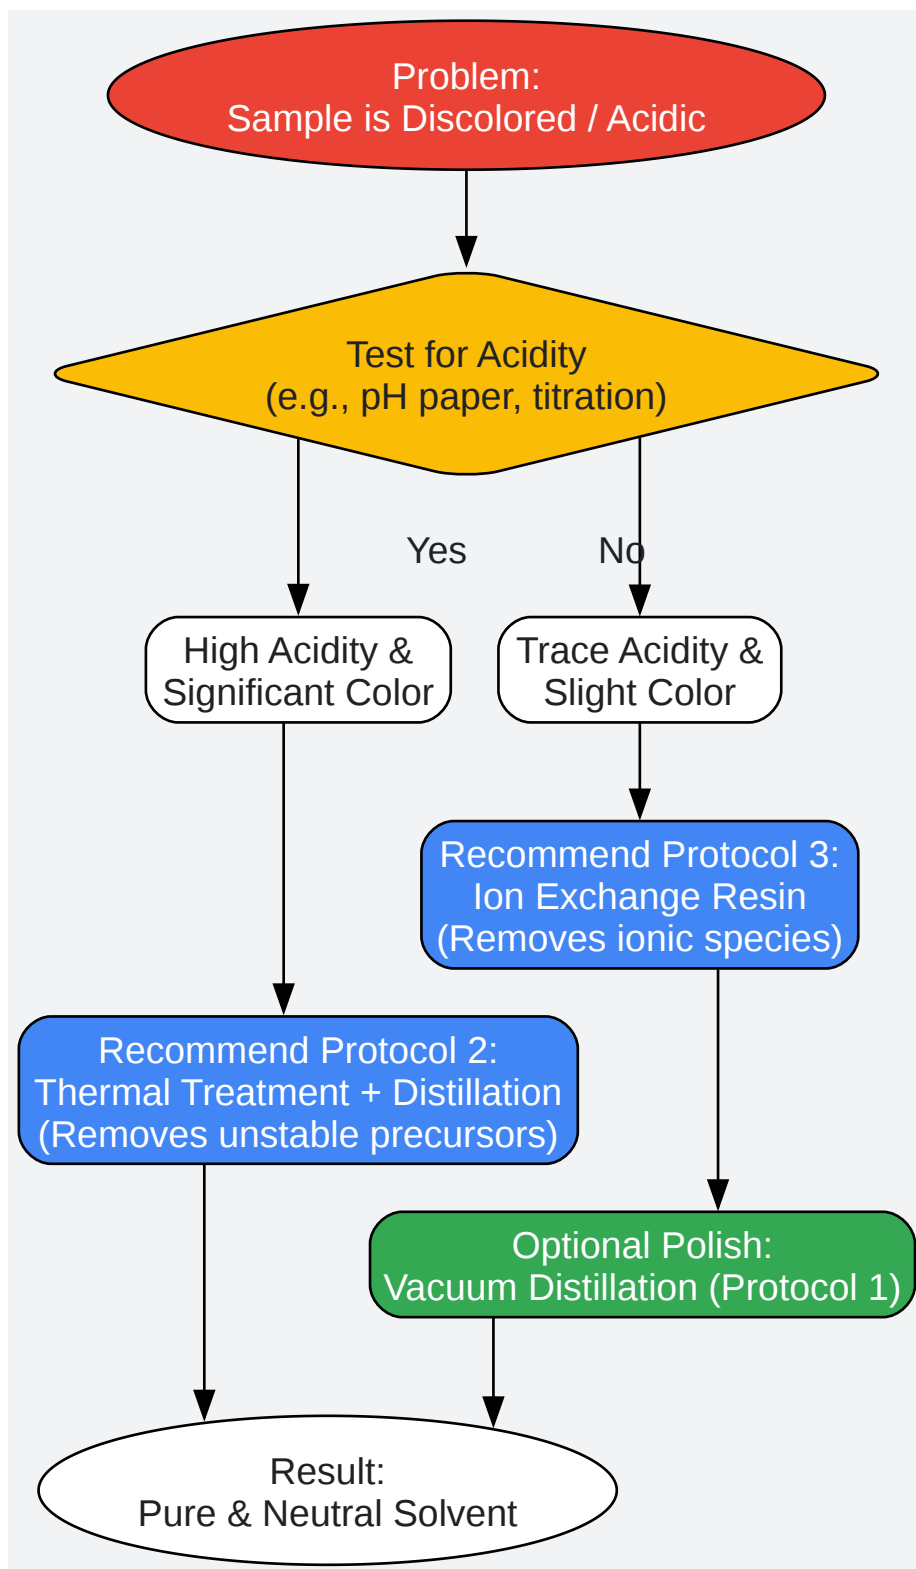 Problem:
Sample is Discolored / Acidic
Test for Acidity
(e.g., pH paper, titration)
Yes
No
High Acidity &
Significant Color
Trace Acidity &
Slight Color
Recommend Protocol 3:
Ion Exchange Resin
(Removes ionic species)
Recommend Protocol 2:
Thermal Treatment + Distillation
(Removes unstable precursors)
Optional Polish:
Vacuum Distillation (Protocol 1)
Result:
Pure & Neutral Solvent